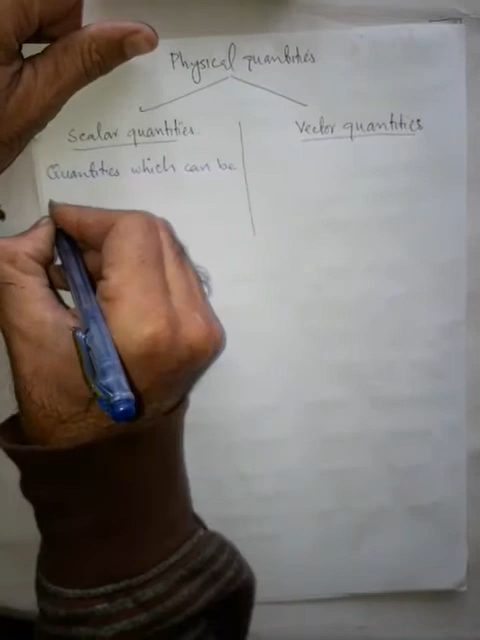 Physical quantities
Scalar quantities.
Vector quantities
Quantities which can be